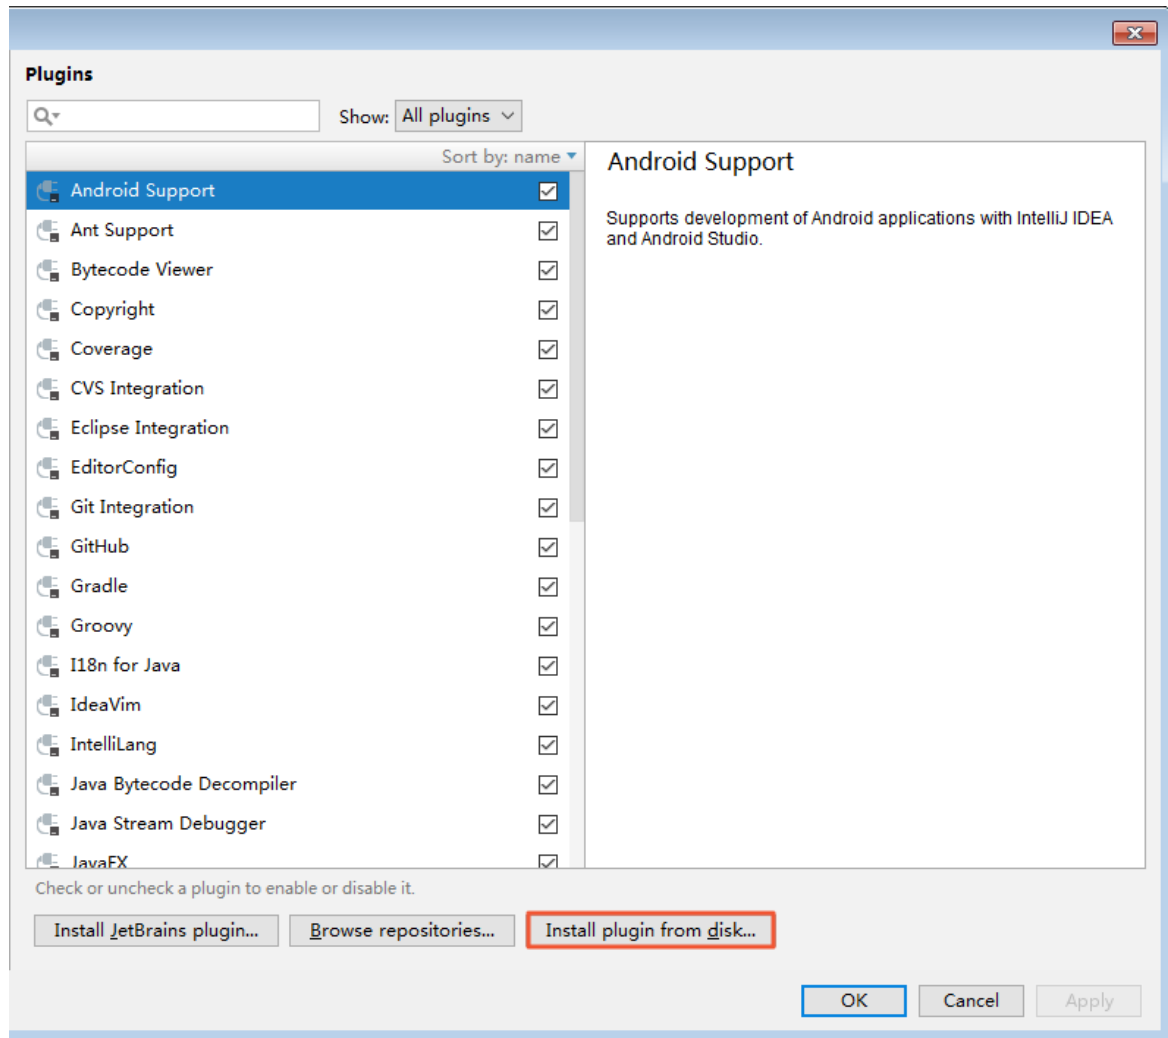 Plugins
Show: All plugins
Sort by: name
Android Support
Ant Support
Bytecode Viewer
Copyright
Coverage
CVS Integration
Eclipse Integration
EditorConfig
Git Integration
GitHub
Gradle
Groovy
I18n for Java
IdeaVim
IntelliLang
Java Bytecode Decompiler
Java Stream Debugger
JavaFX
Android Support
Supports development of Android applications with IntelliJ IDEA
and Android Studio.
Check or uncheck a plugin to enable or disable it.
Install JetBrains plugin... Browse repositories... Install plugin from disk...
OK Cancel Apply